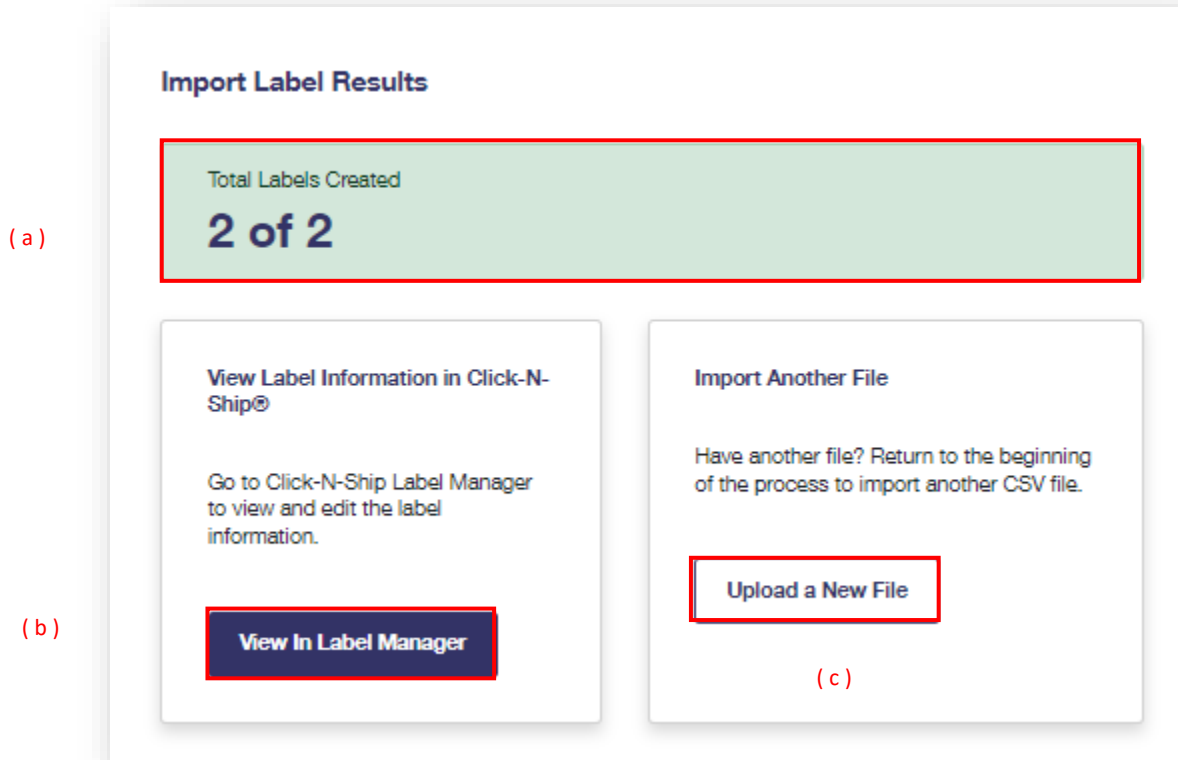 Import Label Results
Total Labels Created
( a )
2 of 2
View Label Information in Click-N-
Ship®
Go to Click-N-Ship Label Manager
to view and edit the label
information.
( b )
View In Label Manager
Import Another File
Have another file? Return to the beginning
of the process to import another CSV file.
Upload a New File
( c )